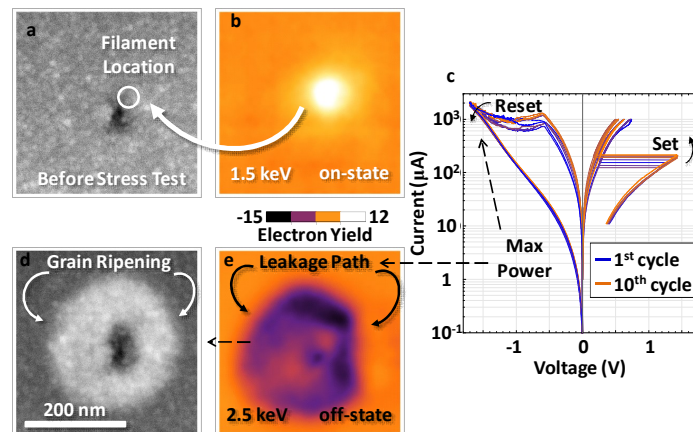 a
Filament
Location
Before Stress Test
b
1.5 keV on-state
-15 12
Electron Yield
c
Reset
Set
Max
Power
1st cycle
10th cycle
Current (μA)
10³
10²
10
1
10⁻¹
-1 0 1
Voltage (V)
d
Grain Ripening
200 nm
e
Leakage Path
2.5 keV off-state